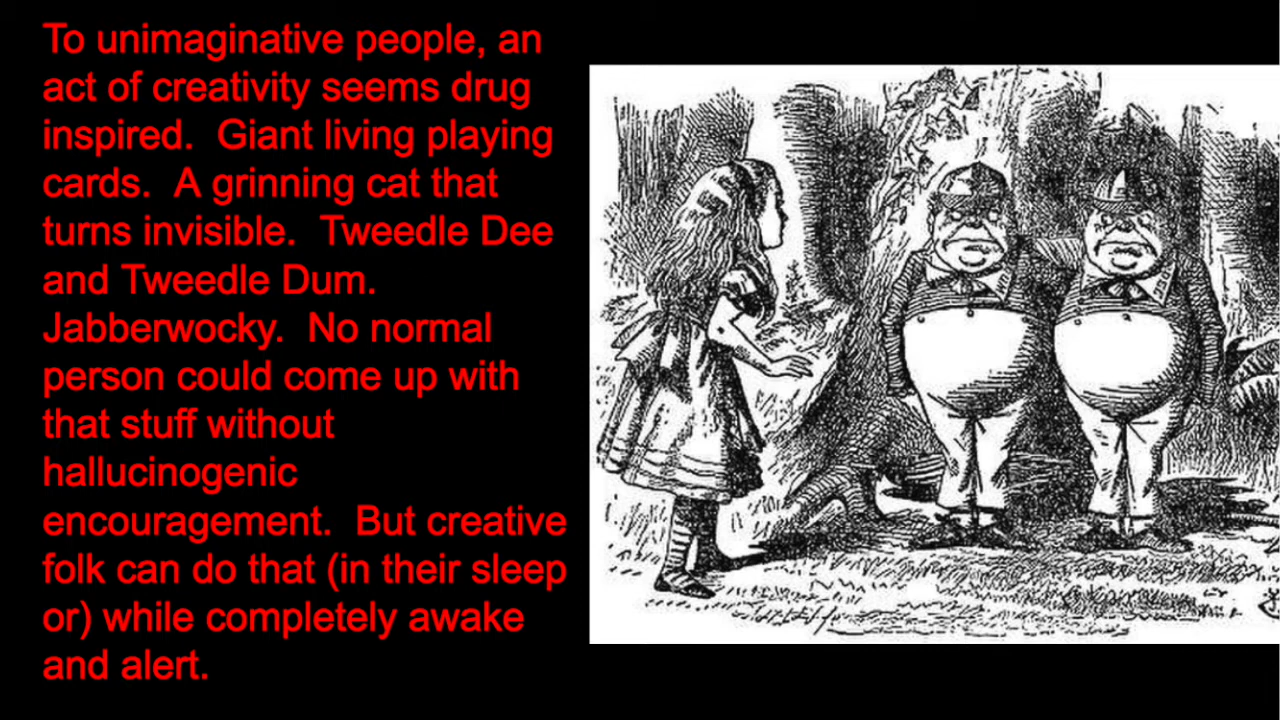 To unimaginative people, an
act of creativity seems drug
inspired.  Giant living playing
cards.  A grinning cat that
turns invisible.  Tweedle Dee
and Tweedle Dum.
Jabberwocky.  No normal
person could come up with
that stuff without
hallucinogenic
encouragement.  But creative
folk can do that (in their sleep
or) while completely awake
and alert.